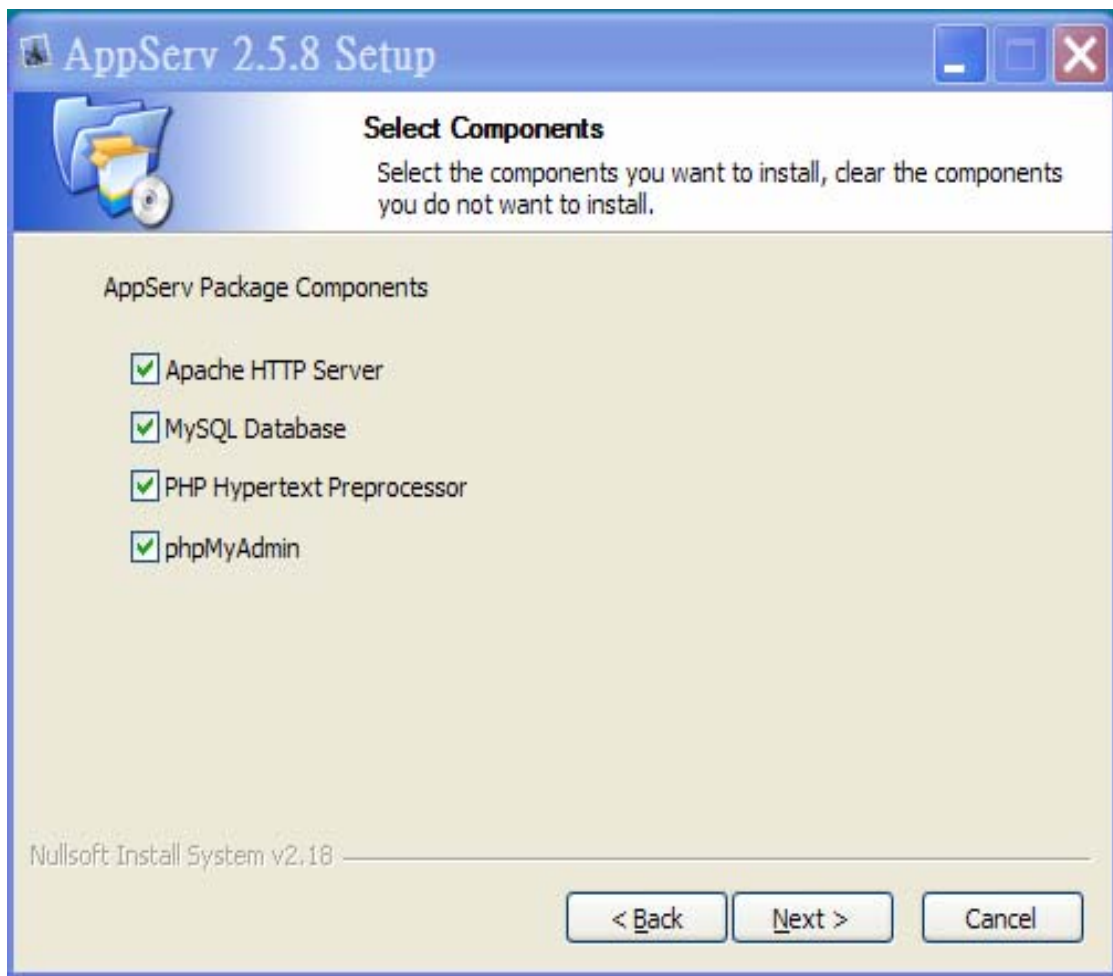 AppServ 2.5.8 Setup
Select Components
Select the components you want to install, clear the components
you do not want to install.
AppServ Package Components
Apache HTTP Server
MySQL Database
PHP Hypertext Preprocessor
phpMyAdmin
Nullsoft Install System v2.18
< Back Next > Cancel